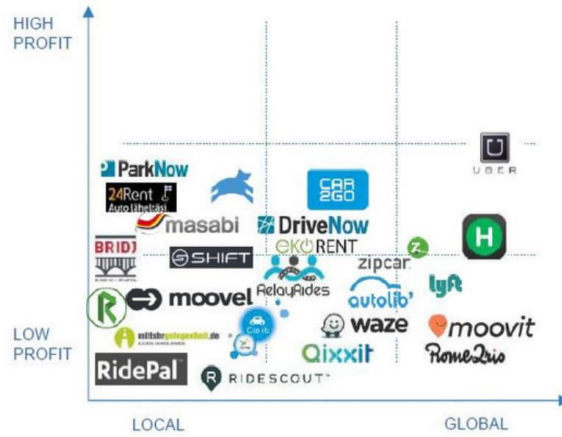 HIGH
PROFIT
ParkNow
24Rent
Auto lähelläsi
CAR
2GO
UBER
masabi
DriveNow
EKORENT
H
BRIDJ
SHIFT
zipcar
RelayRides
lyft
autolib'
R
moovel
mitfahrgelegenheit.de
waze
moovit
LOW
PROFIT
Qixxit
Rome2rio
RidePal
R RIDESCOUT
LOCAL
GLOBAL